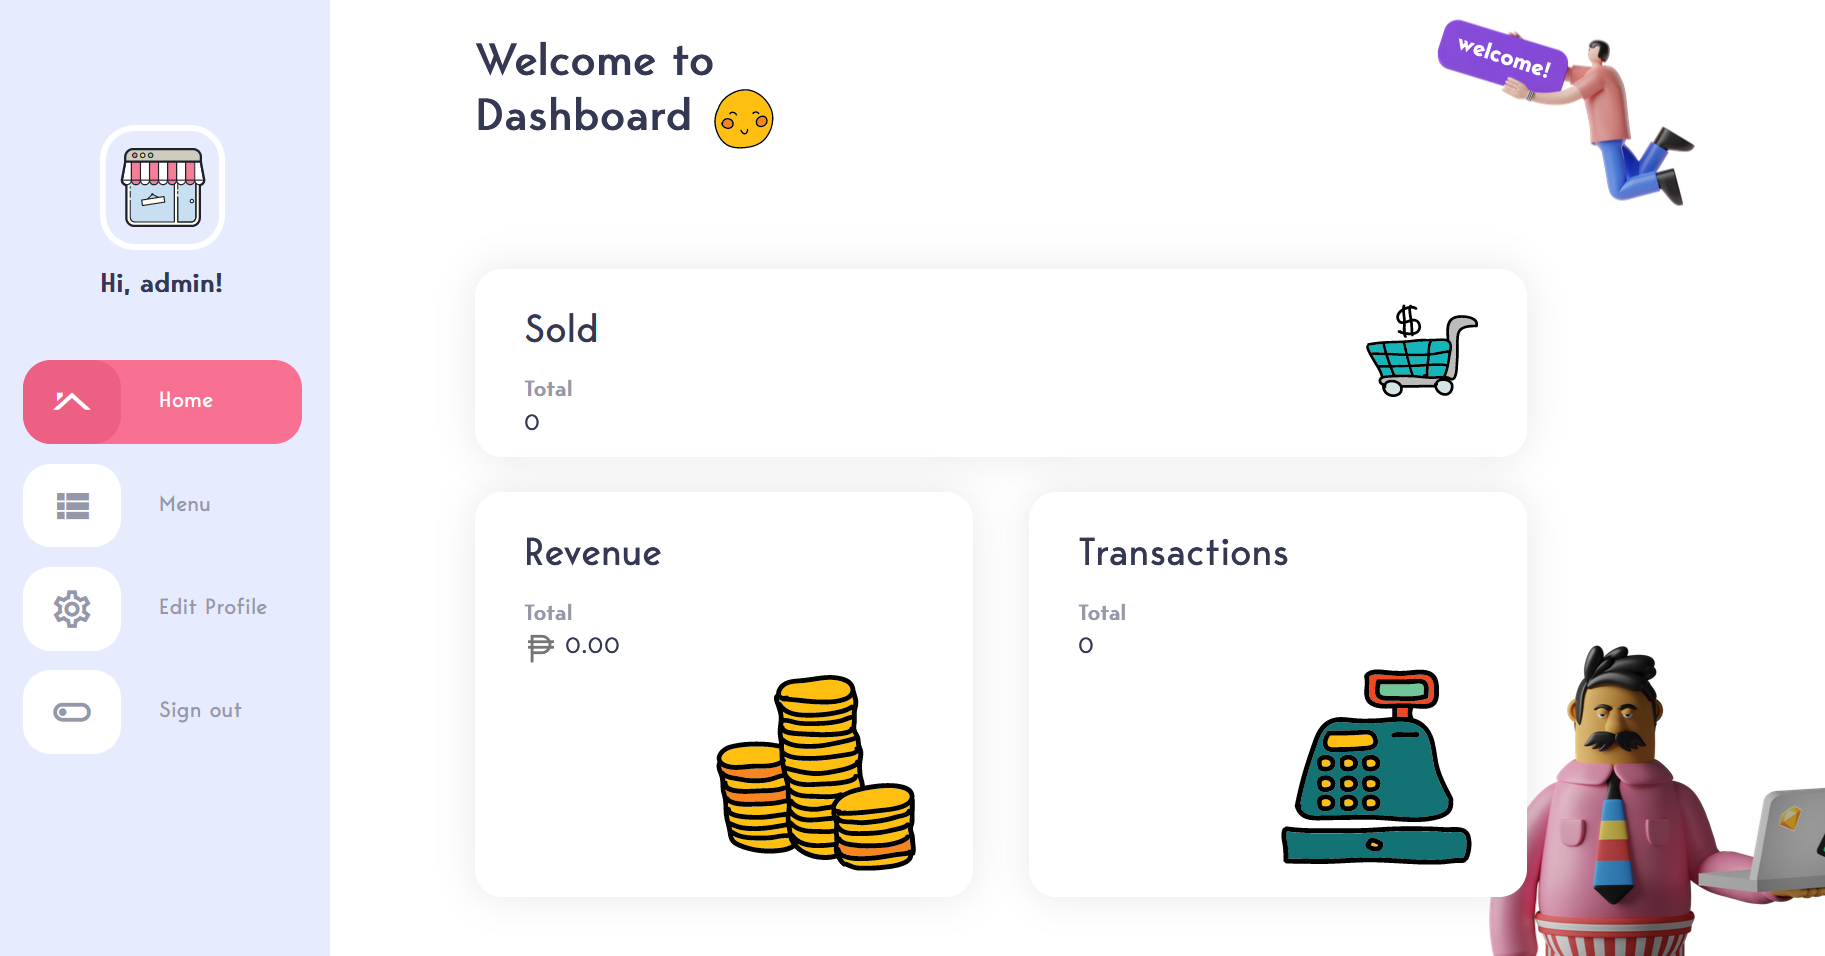 Welcome to
Dashboard
welcome!
Hi, admin!
Home
Menu
Edit Profile
Sign out
Sold
$
Total
0
Revenue
Total
₱ 0.00
Transactions
Total
0